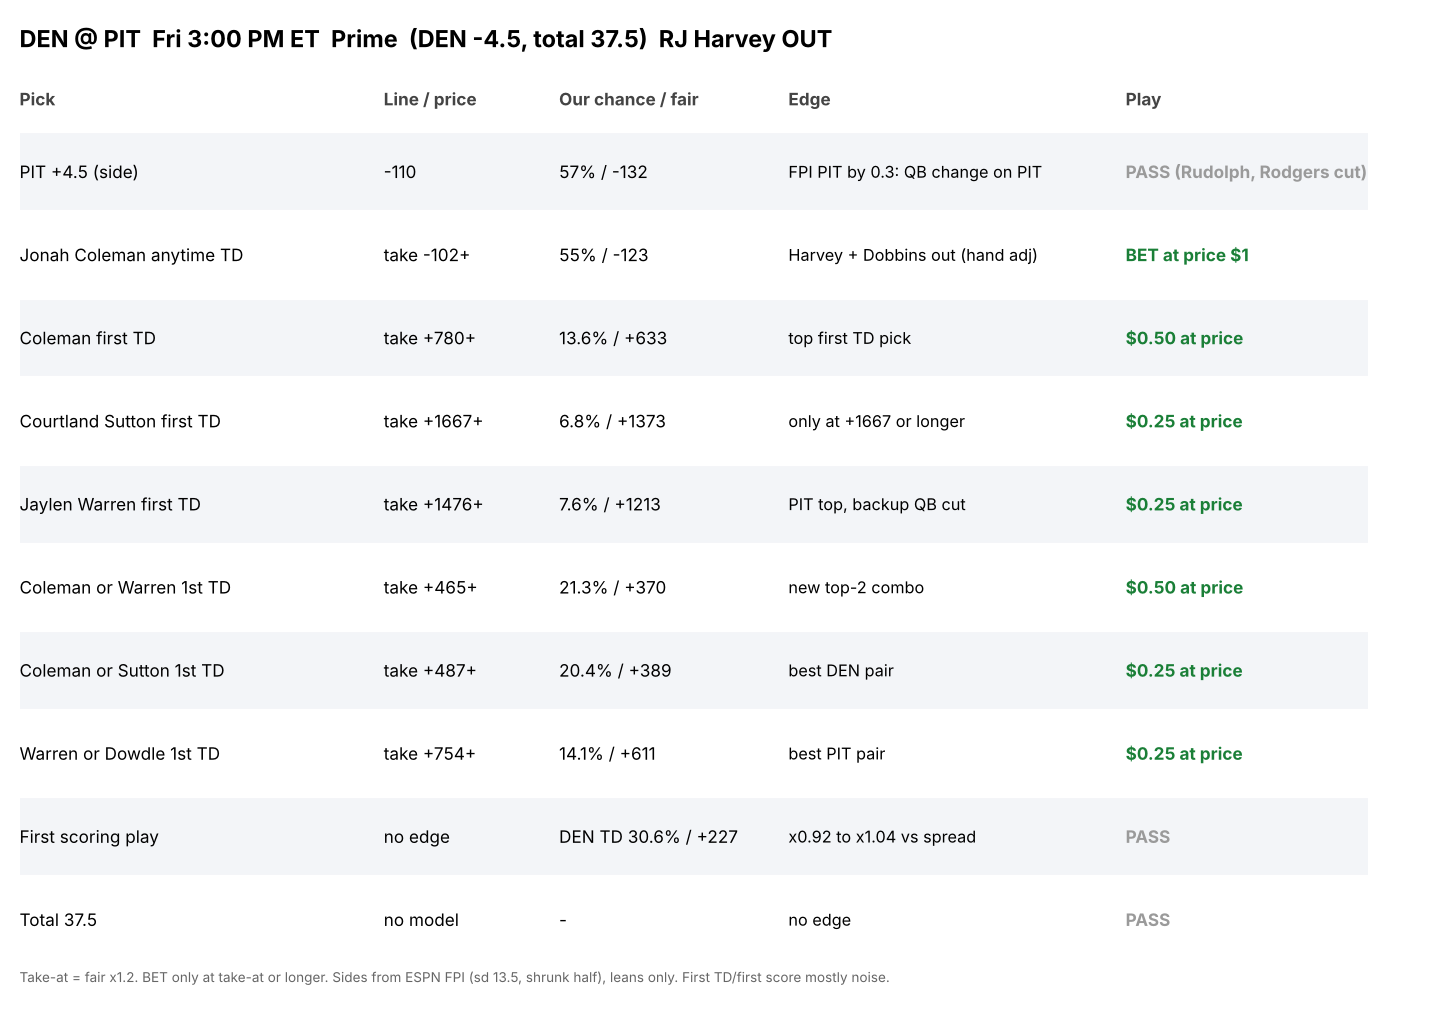 DEN @ PIT  Fri 3:00 PM ET  Prime  (DEN -4.5, total 37.5)  RJ Harvey OUT
Pick Line / price Our chance / fair Edge Play
PIT +4.5 (side) -110 57% / -132 FPI PIT by 0.3: QB change on PIT PASS (Rudolph, Rodgers cut)
Jonah Coleman anytime TD take -102+ 55% / -123 Harvey + Dobbins out (hand adj) BET at price $1
Coleman first TD take +780+ 13.6% / +633 top first TD pick $0.50 at price
Courtland Sutton first TD take +1667+ 6.8% / +1373 only at +1667 or longer $0.25 at price
Jaylen Warren first TD take +1476+ 7.6% / +1213 PIT top, backup QB cut $0.25 at price
Coleman or Warren 1st TD take +465+ 21.3% / +370 new top-2 combo $0.50 at price
Coleman or Sutton 1st TD take +487+ 20.4% / +389 best DEN pair $0.25 at price
Warren or Dowdle 1st TD take +754+ 14.1% / +611 best PIT pair $0.25 at price
First scoring play no edge DEN TD 30.6% / +227 x0.92 to x1.04 vs spread PASS
Total 37.5 no model - no edge PASS
Take-at = fair x1.2. BET only at take-at or longer. Sides from ESPN FPI (sd 13.5, shrunk half), leans only. First TD/first score mostly noise.